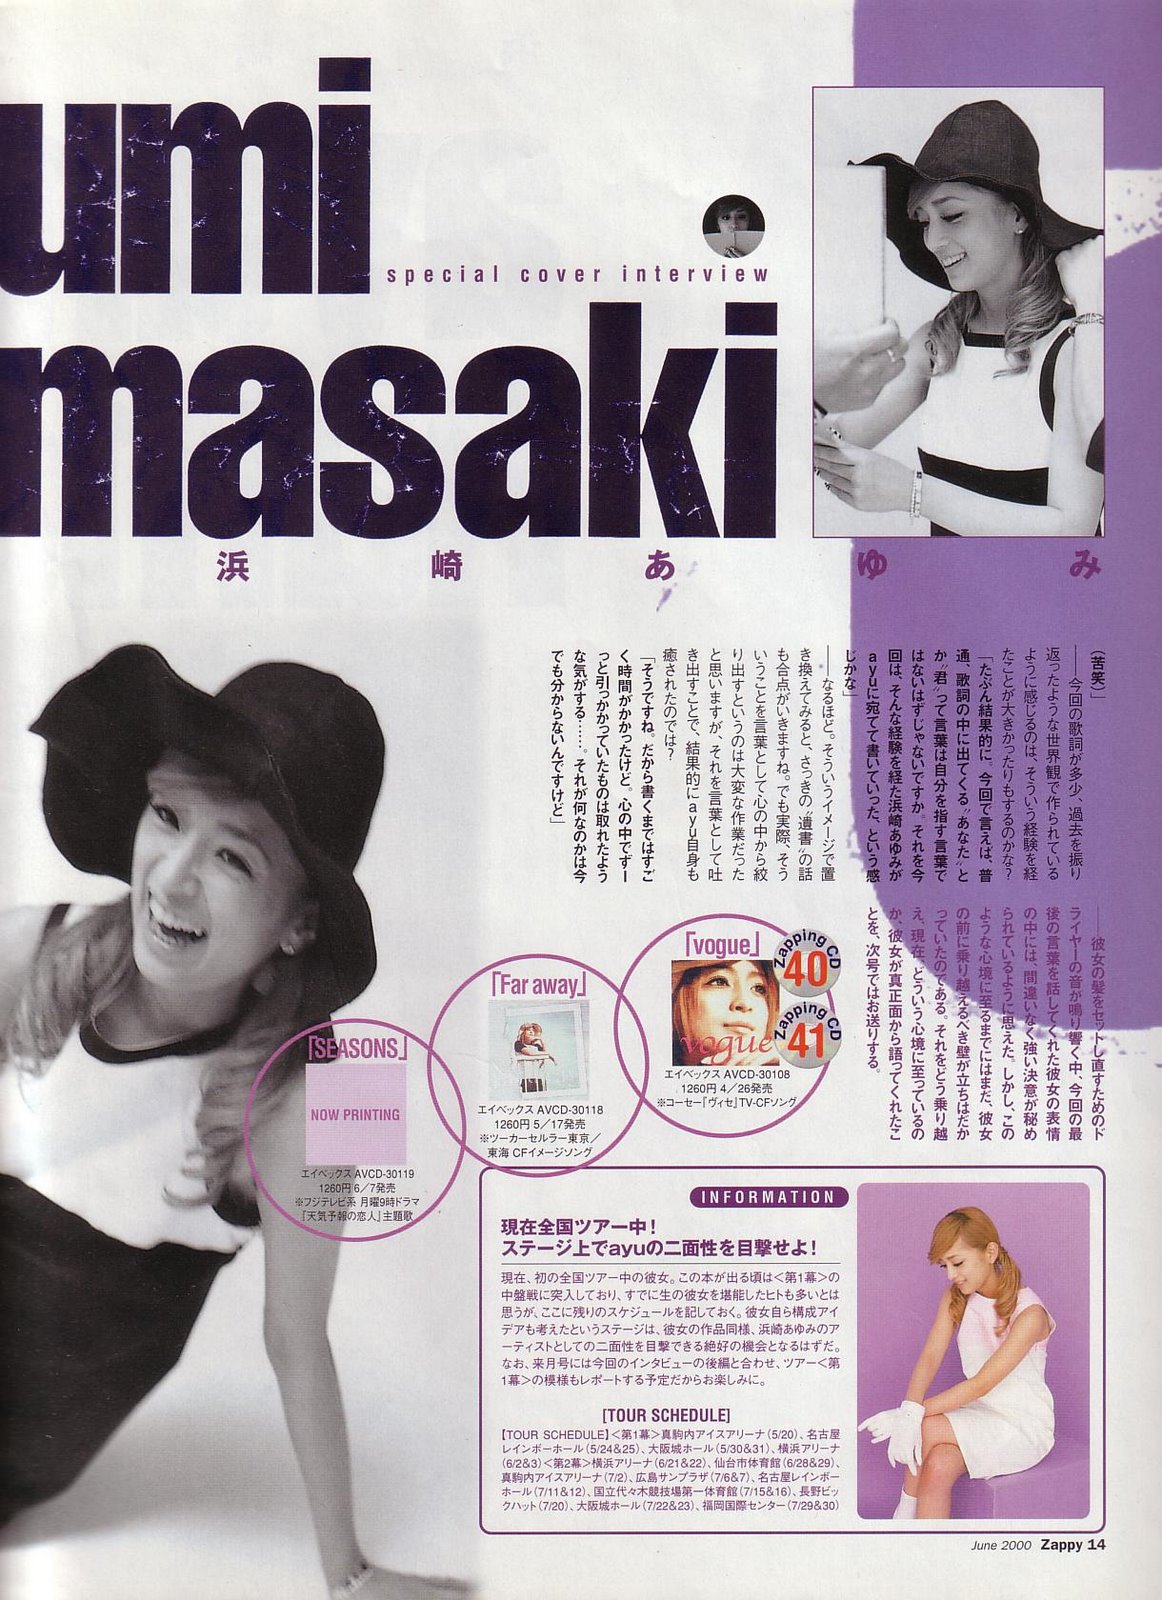 umi
special cover interview
masaki
浜崎あゆみ
（苦笑）」
――今回の歌詞が多少、過去を振り
返ったような世界観で作られている
ように感じるのは、そういう経験を経
たことが大きかったりもするのかな？
「たぶん結果的に。今回で言えば、普
通、歌詞の中に出てくる“あなた”と
か“君”って言葉は自分を指す言葉で
はないはずじゃないですか。それを今
回は、そんな経験を経た浜崎あゆみが
ayuに宛てて書いていった、という感
じかな」
――なるほど。そういうイメージで置
き換えてみると、さっきの“遺書”の話
も合点がいきますね。でも実際、そう
いうことを言葉として心の中から絞
り出すというのは大変な作業だった
と思いますが、それを言葉として吐
き出すことで、結果的にayu自身も
癒されたのでは？
「そうですね。だから書くまではすご
く時間がかかったけど。心の中でずー
っと引っかかっていたものは取れたよう
な気がする……。それが何なのかは今
でも分からないんですけど」
――彼女の髪をセットし直すためのド
ライヤーの音が鳴り響く中、今回の最
後の言葉を話してくれた彼女の表情
の中には、間違いなく強い決意が秘め
られているように思えた。しかし、この
ような心境に至るまでにはまだ、彼女
の前に乗り越えるべき壁が立ちはだか
っていたのである。それをどう乗り越
え、現在、どういう心境に至っているの
か、彼女が真正面から語ってくれたこ
とを、次号ではお送りする。
「vogue」
Zapping CD
40
Zapping CD
41
vogue
エイベックス AVCD-30108
1260円 4／26発売
※コーセー『ヴィセ』TV-CFソング
「Far away」
エイベックス AVCD-30118
1260円 5／17発売
※ツーカーセルラー東京／
東海 CFイメージソング
「SEASONS」
NOW PRINTING
エイベックス AVCD-30119
1260円 6／7発売
※フジテレビ系 月曜9時ドラマ
『天気予報の恋人』主題歌
INFORMATION
現在全国ツアー中！
ステージ上でayuの二面性を目撃せよ！
現在、初の全国ツアー中の彼女。この本が出る頃は＜第1幕＞の
中盤戦に突入しており、すでに生の彼女を堪能したヒトも多いとは
思うが、ここに残りのスケジュールを記しておく。彼女自ら構成アイ
デアも考えたというステージは、彼女の作品同様、浜崎あゆみのア
ーティストとしての二面性を目撃できる絶好の機会となるはずだ。
なお、来月号には今回のインタビューの後編と合わせ、ツアー＜第
1幕＞の模様もレポートする予定だからお楽しみに。
[TOUR SCHEDULE]
【TOUR SCHEDULE】＜第1幕＞真駒内アイスアリーナ（5/20）、名古屋
レインボーホール（5/24&25）、大阪城ホール（5/30&31）、横浜アリーナ
（6/2&3）＜第2幕＞横浜アリーナ（6/21&22）、仙台市体育館（6/28&29）、
真駒内アイスアリーナ（7/2）、広島サンプラザ（7/6&7）、名古屋レインボー
ホール（7/11&12）、国立代々木競技場第一体育館（7/15&16）、長野ビッ
クハット（7/20）、大阪城ホール（7/22&23）、福岡国際センター（7/29&30）
June 2000 Zappy 14